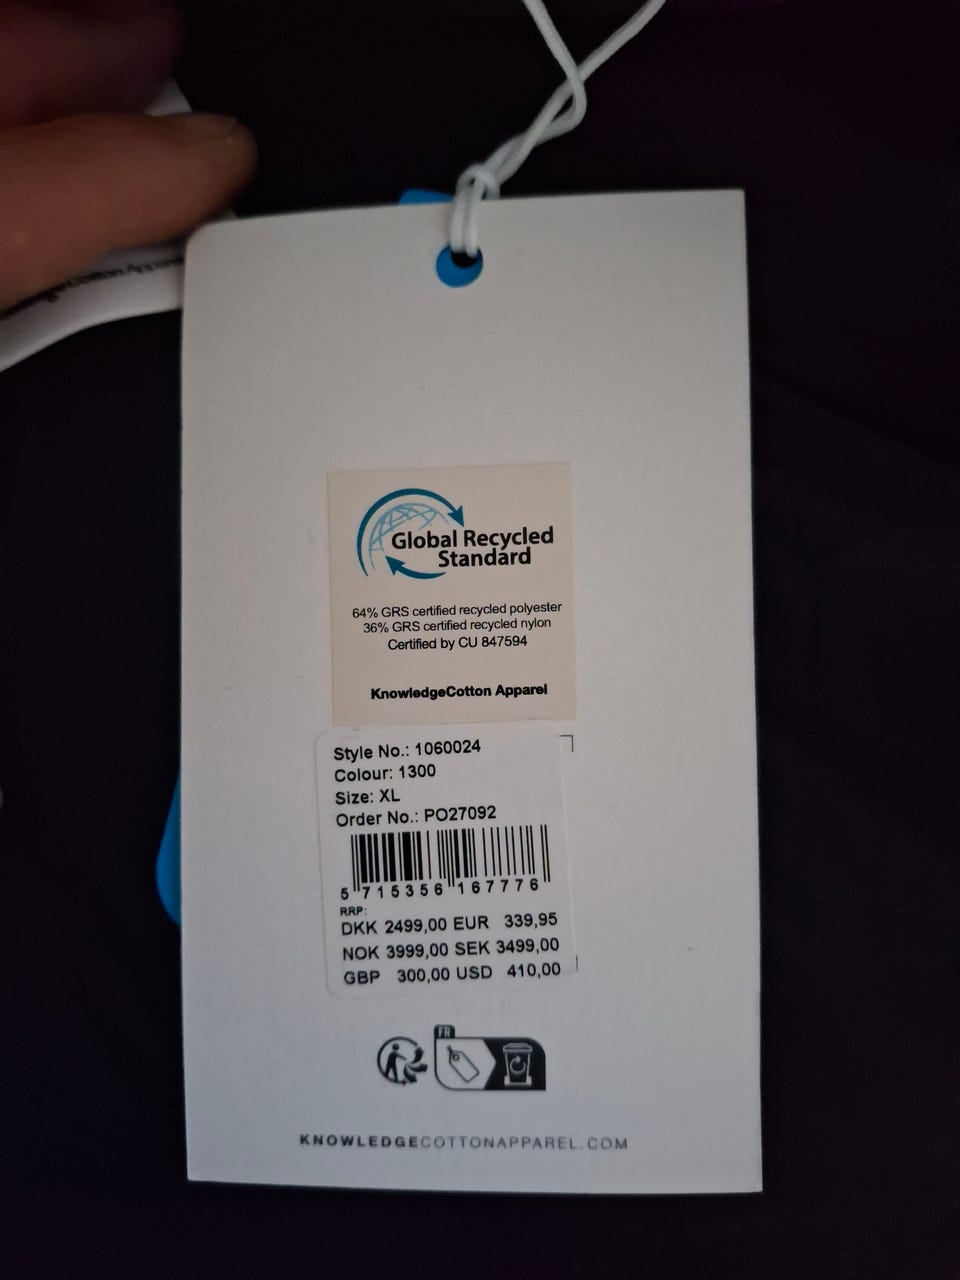 KnowledgeCotton Apparel
Global Recycled
Standard
64% GRS certified recycled polyester
36% GRS certified recycled nylon
Certified by CU 847594
KnowledgeCotton Apparel
Style No.: 1060024
Colour: 1300
Size: XL
Order No.: PO27092
5 715356 167776
RRP:
DKK 2499,00 EUR 339,95
NOK 3999,00 SEK 3499,00
GBP 300,00 USD 410,00
FR
KNOWLEDGECOTTONAPPAREL.COM